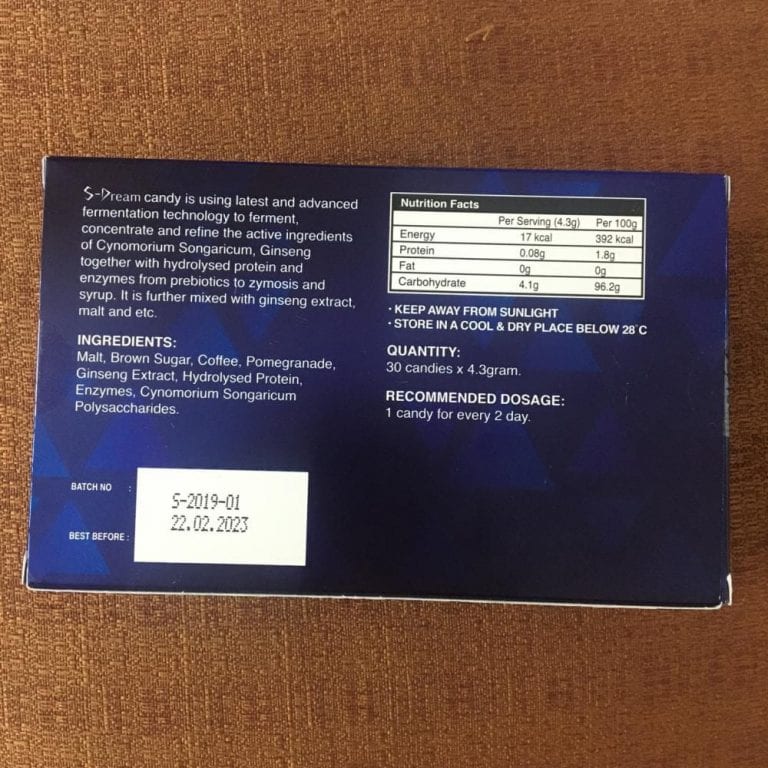 S-Dream candy is using latest and advanced
fermentation technology to ferment,
concentrate and refine the active ingredients
of Cynomorium Songaricum, Ginseng
together with hydrolysed protein and
enzymes from prebiotics to zymosis and
syrup. It is further mixed with ginseng extract,
malt and etc.
INGREDIENTS:
Malt, Brown Sugar, Coffee, Pomegranade,
Ginseng Extract, Hydrolysed Protein,
Enzymes, Cynomorium Songaricum
Polysaccharides.
BATCH NO : S-2019-01
BEST BEFORE : 22.02.2023
Nutrition Facts
Per Serving (4.3g) Per 100g
Energy 17 kcal 392 kcal
Protein 0.08g 1.8g
Fat 0g 0g
Carbohydrate 4.1g 96.2g
· KEEP AWAY FROM SUNLIGHT
· STORE IN A COOL & DRY PLACE BELOW 28°C
QUANTITY:
30 candies x 4.3gram.
RECOMMENDED DOSAGE:
1 candy for every 2 day.